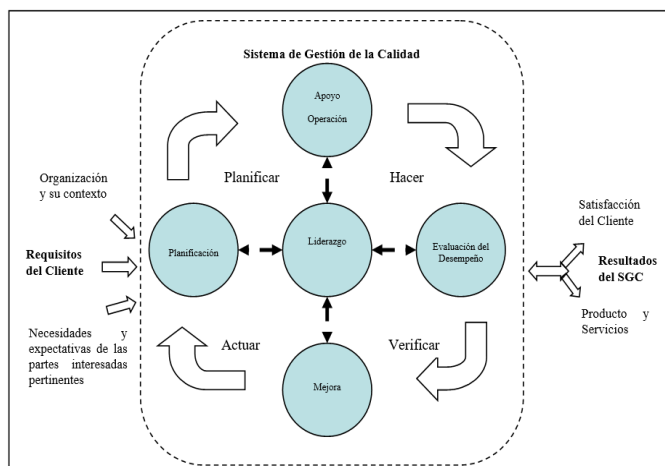 Sistema de Gestión de la Calidad
Apoyo
Operación
Planificar
Hacer
Organización
y su contexto
Requisitos
del Cliente
Necesidades y
expectativas de las
partes interesadas
pertinentes
Planificación
Liderazgo
Evaluación del
Desempeño
Satisfacción
del Cliente
Resultados
del SGC
Producto y
Servicios
Actuar
Verificar
Mejora